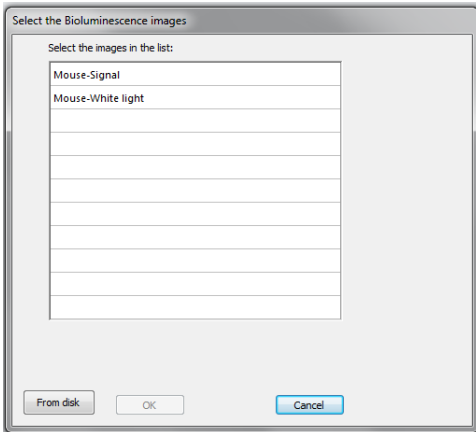 Select the Bioluminescence images
Select the images in the list:
Mouse-Signal
Mouse-White light
From disk
OK
Cancel